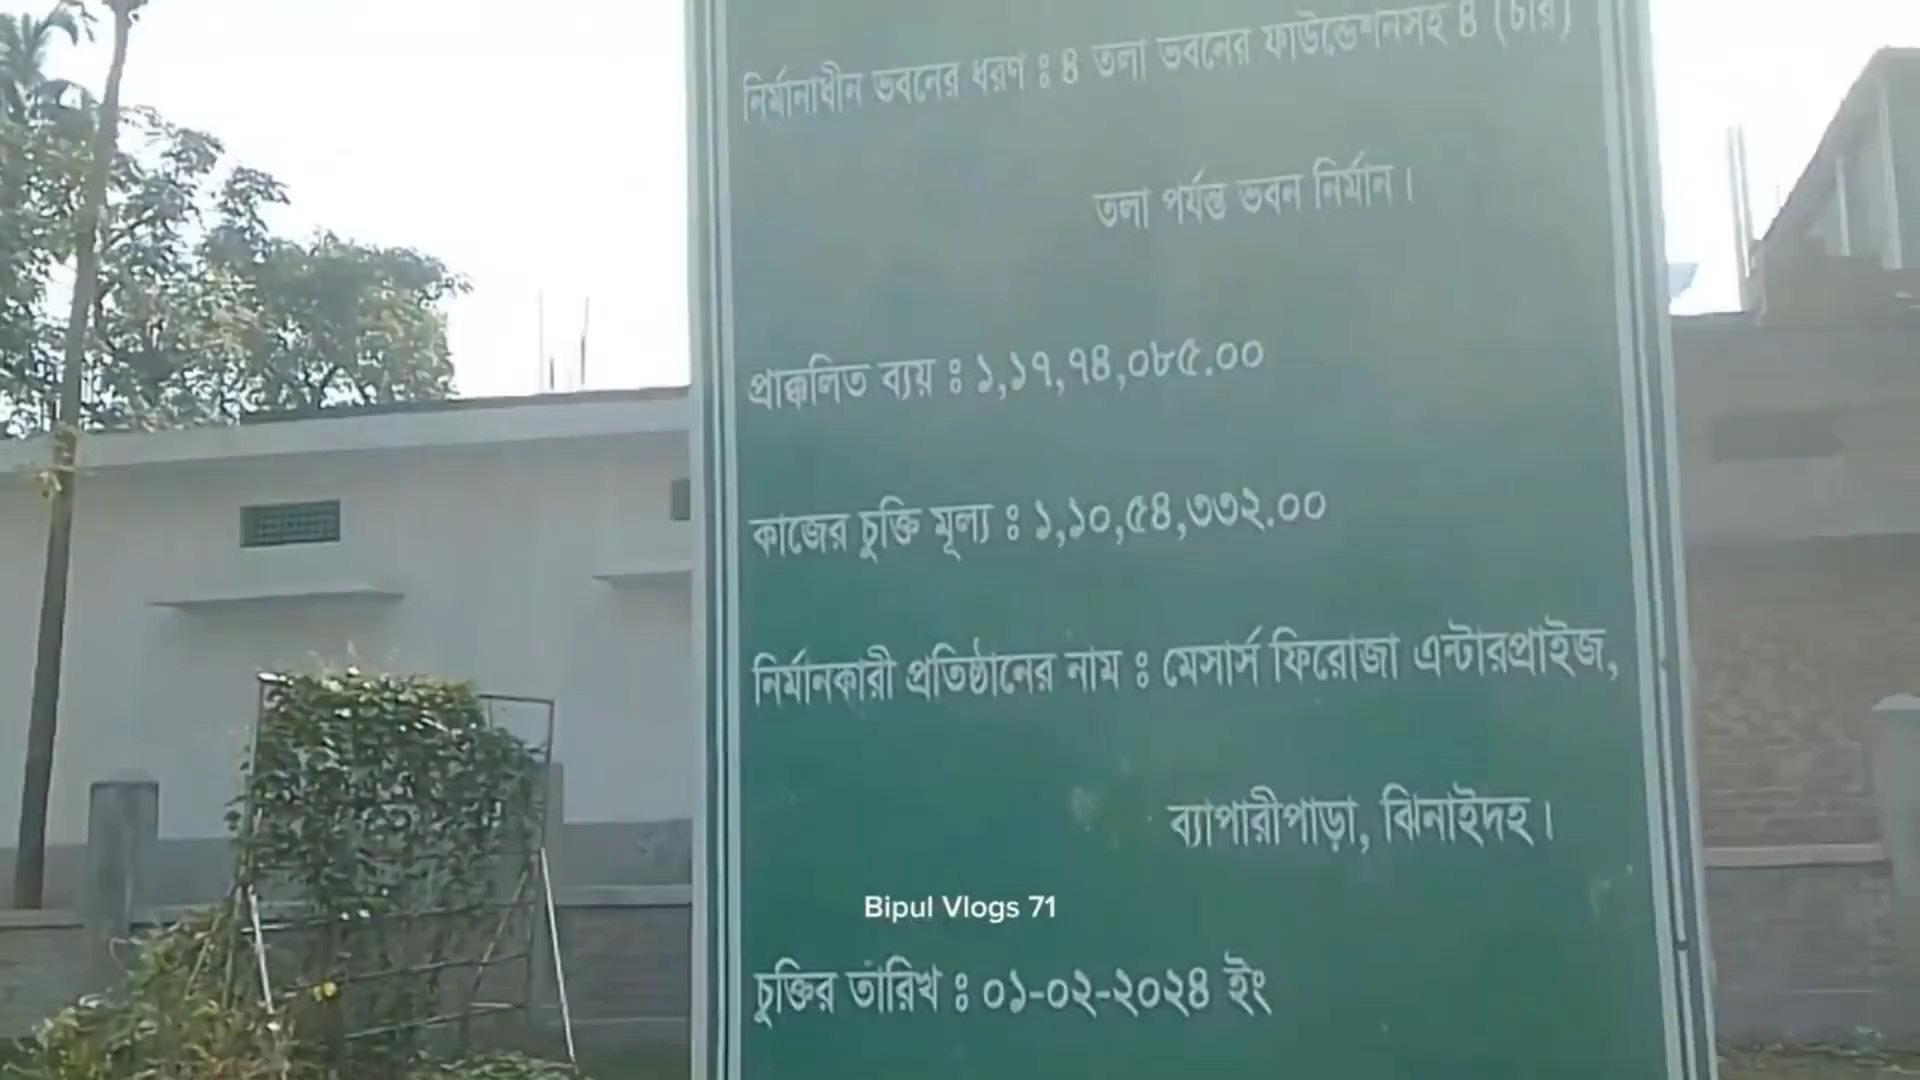 নির্মানাধীন ভবনের ধরণ ঃ ৪ তলা ভবনের ফাউন্ডেশনসহ ৪ (চার)
তলা পর্যন্ত ভবন নির্মান।
প্রাক্কলিত ব্যয় ঃ ১,১৭,৭৪,০৮৫.০০
কাজের চুক্তি মূল্য ঃ ১,১০,৫৪,৩৩২.০০
নির্মানকারী প্রতিষ্ঠানের নাম ঃ মেসার্স ফিরোজা এন্টারপ্রাইজ,
ব্যাপারীপাড়া, ঝিনাইদহ।
Bipul Vlogs 71
চুক্তির তারিখ ঃ ০১-০২-২০২৪ ইং